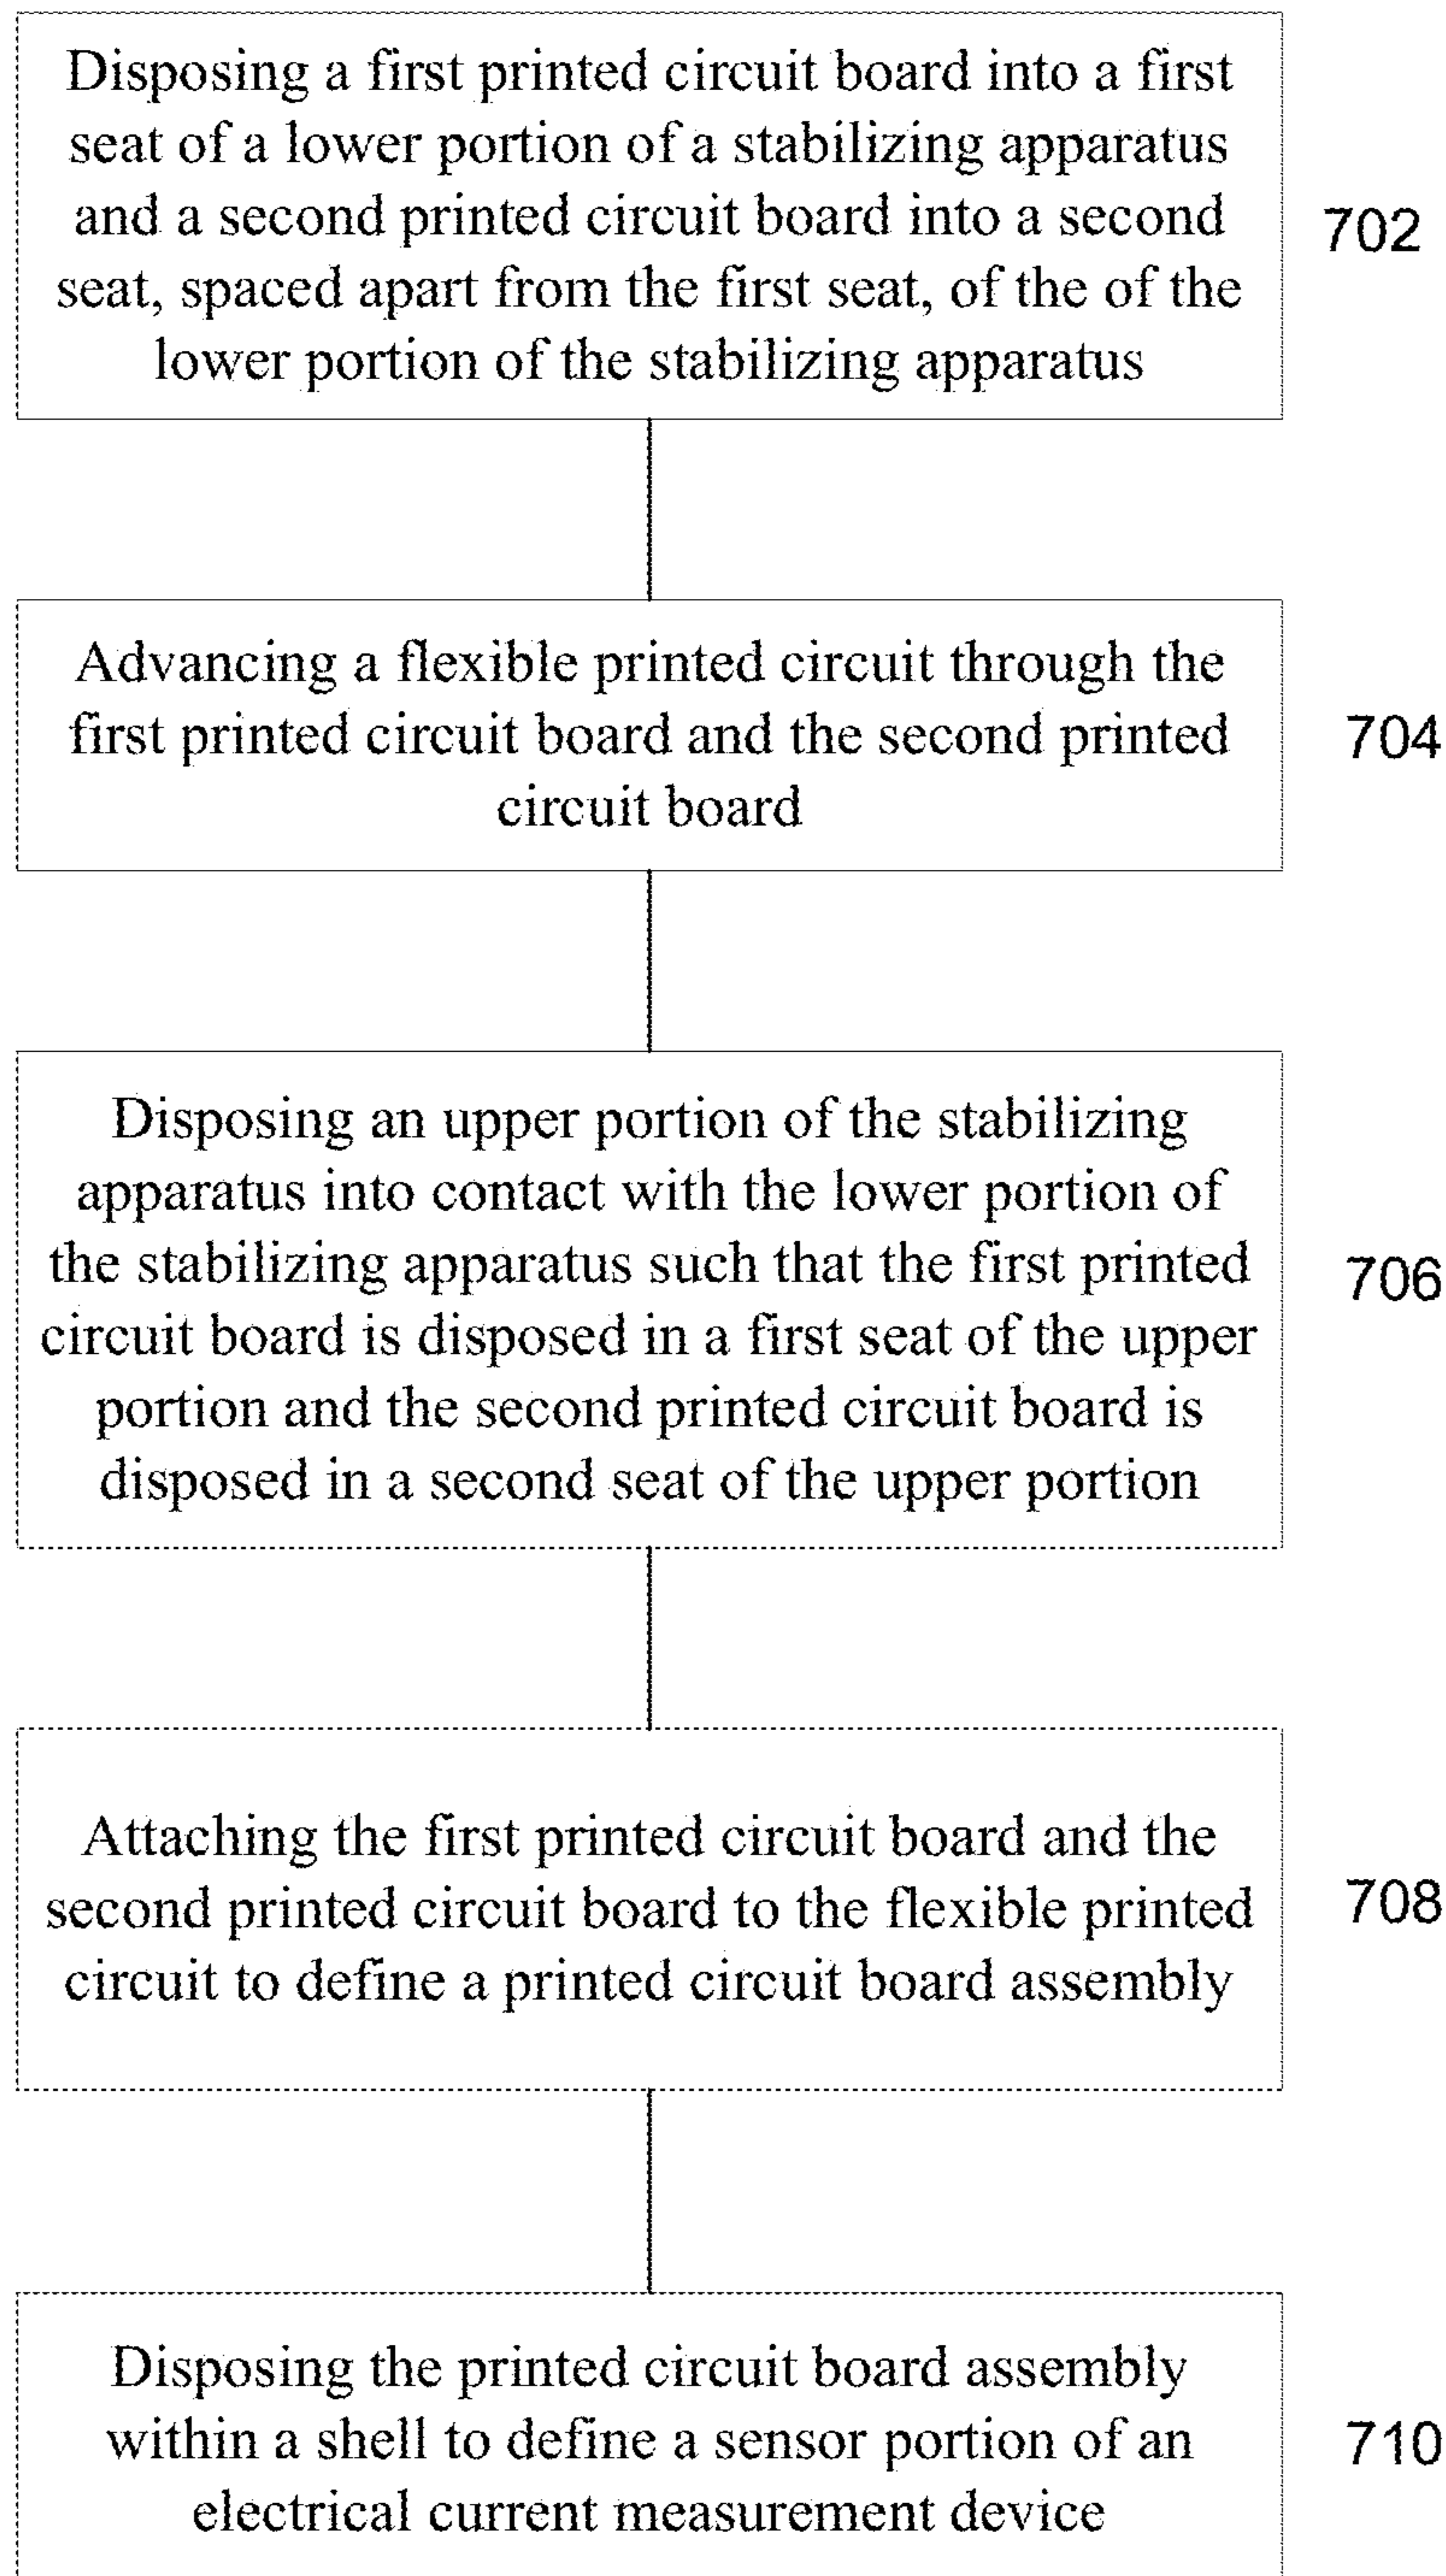 Disposing a first printed circuit board into a first
seat of a lower portion of a stabilizing apparatus
and a second printed circuit board into a second
seat, spaced apart from the first seat, of the of the
lower portion of the stabilizing apparatus
702
Advancing a flexible printed circuit through the
first printed circuit board and the second printed
circuit board
704
Disposing an upper portion of the stabilizing
apparatus into contact with the lower portion of
the stabilizing apparatus such that the first printed
circuit board is disposed in a first seat of the upper
portion and the second printed circuit board is
disposed in a second seat of the upper portion
706
Attaching the first printed circuit board and the
second printed circuit board to the flexible printed
circuit to define a printed circuit board assembly
708
Disposing the printed circuit board assembly
within a shell to define a sensor portion of an
electrical current measurement device
710